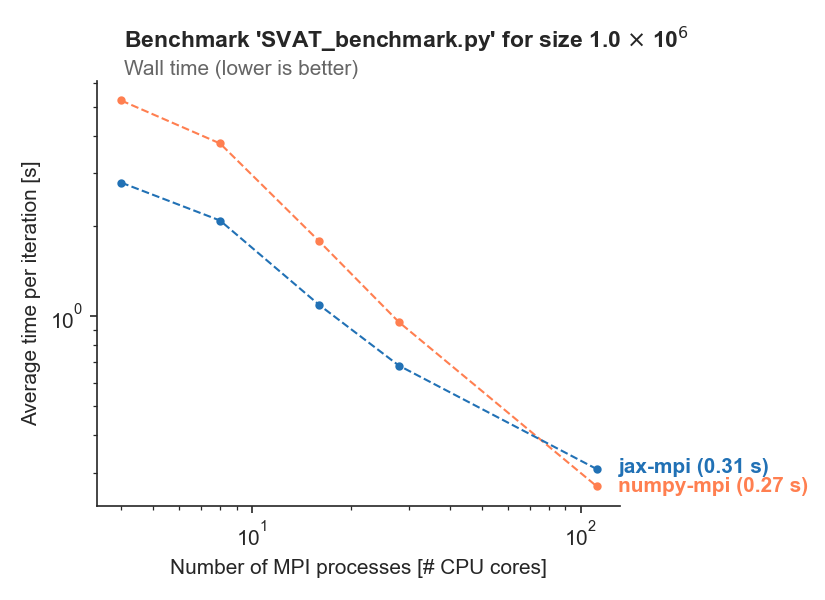 Benchmark 'SVAT_benchmark.py' for size 1.0 × 10⁶
Wall time (lower is better)
Average time per iteration [s]
10⁰
jax-mpi (0.31 s)
numpy-mpi (0.27 s)
10¹
10²
Number of MPI processes [# CPU cores]